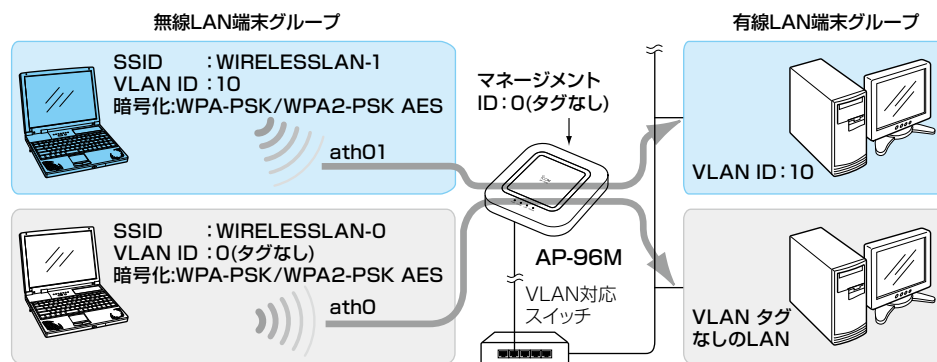 無線LAN端末グループ
有線LAN端末グループ
SSID :WIRELESSLAN-1
VLAN ID :10
暗号化:WPA-PSK/WPA2-PSK AES
ath01
マネージメント
ID:0(タグなし)
VLAN ID:10
SSID :WIRELESSLAN-0
VLAN ID :0(タグなし)
暗号化:WPA-PSK/WPA2-PSK AES
ath0
AP-96M
VLAN対応
スイッチ
VLAN タグ
なしのLAN